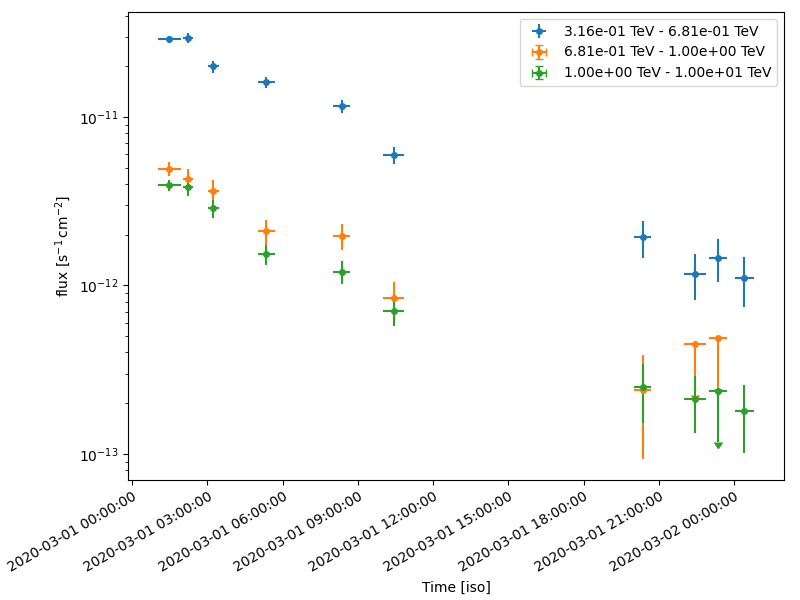 3.16e-01 TeV - 6.81e-01 TeV
6.81e-01 TeV - 1.00e+00 TeV
1.00e+00 TeV - 1.00e+01 TeV
10⁻¹¹
10⁻¹²
10⁻¹³
flux [s⁻¹ cm⁻²]
2020-03-01 00:00:00
2020-03-01 03:00:00
2020-03-01 06:00:00
2020-03-01 09:00:00
2020-03-01 12:00:00
2020-03-01 15:00:00
2020-03-01 18:00:00
2020-03-01 21:00:00
2020-03-02 00:00:00
Time [iso]